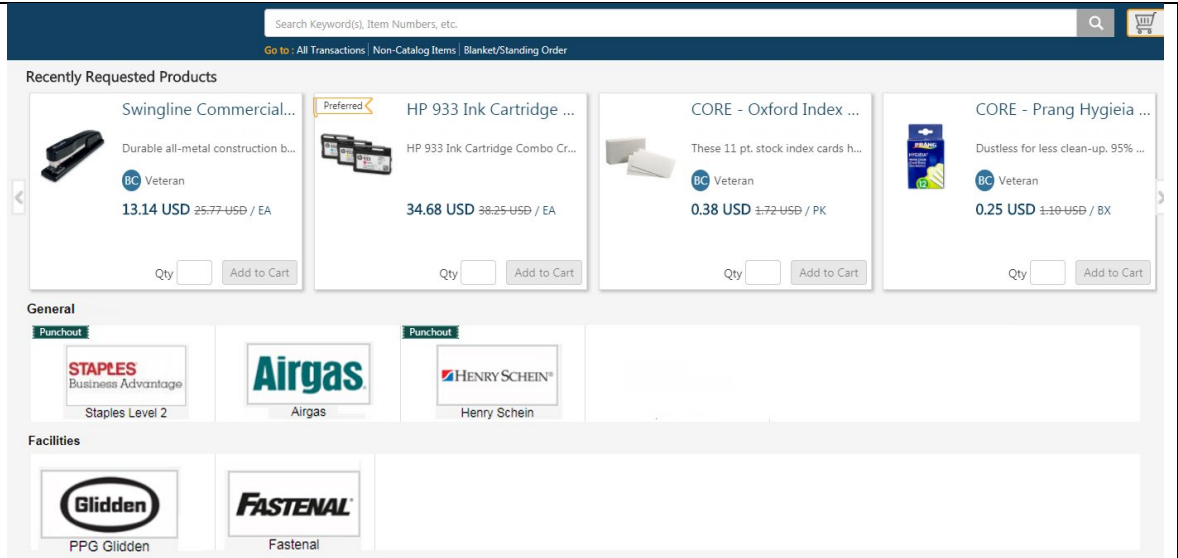 Search Keyword(s), Item Numbers, etc.
Go to : All Transactions | Non-Catalog Items | Blanket/Standing Order
Recently Requested Products
Swingline Commercial...
Durable all-metal construction b...
BC Veteran
13.14 USD 25.77 USD / EA
Qty Add to Cart
Preferred
HP 933 Ink Cartridge ...
HP 933 Ink Cartridge Combo Cr...
34.68 USD 38.25 USD / EA
Qty Add to Cart
CORE - Oxford Index ...
These 11 pt. stock index cards h...
BC Veteran
0.38 USD 1.72 USD / PK
Qty Add to Cart
CORE - Prang Hygieia ...
Dustless for less clean-up. 95% ...
PRANG
HYGIEIA
12
BC Veteran
0.25 USD 1.10 USD / BX
Qty Add to Cart
General
Punchout
STAPLES
Business Advantage
Staples Level 2
Airgas
Airgas
Punchout
HENRY SCHEIN®
Henry Schein
Facilities
Glidden
PPG Glidden
FASTENAL
Fastenal